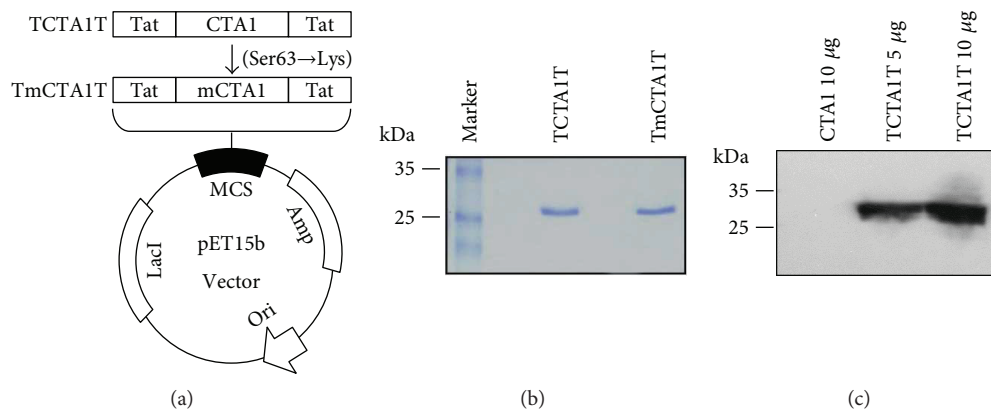 TCTA1T Tat CTA1 Tat
(Ser63→Lys)
TmCTA1T Tat mCTA1 Tat
MCS
Amp
LacI
pET15b
Vector
Ori
(a)
kDa
Marker
TCTA1T
TmCTA1T
35
25
(b)
kDa
CTA1 10 μg
TCTA1T 5 μg
TCTA1T 10 μg
35
25
(c)